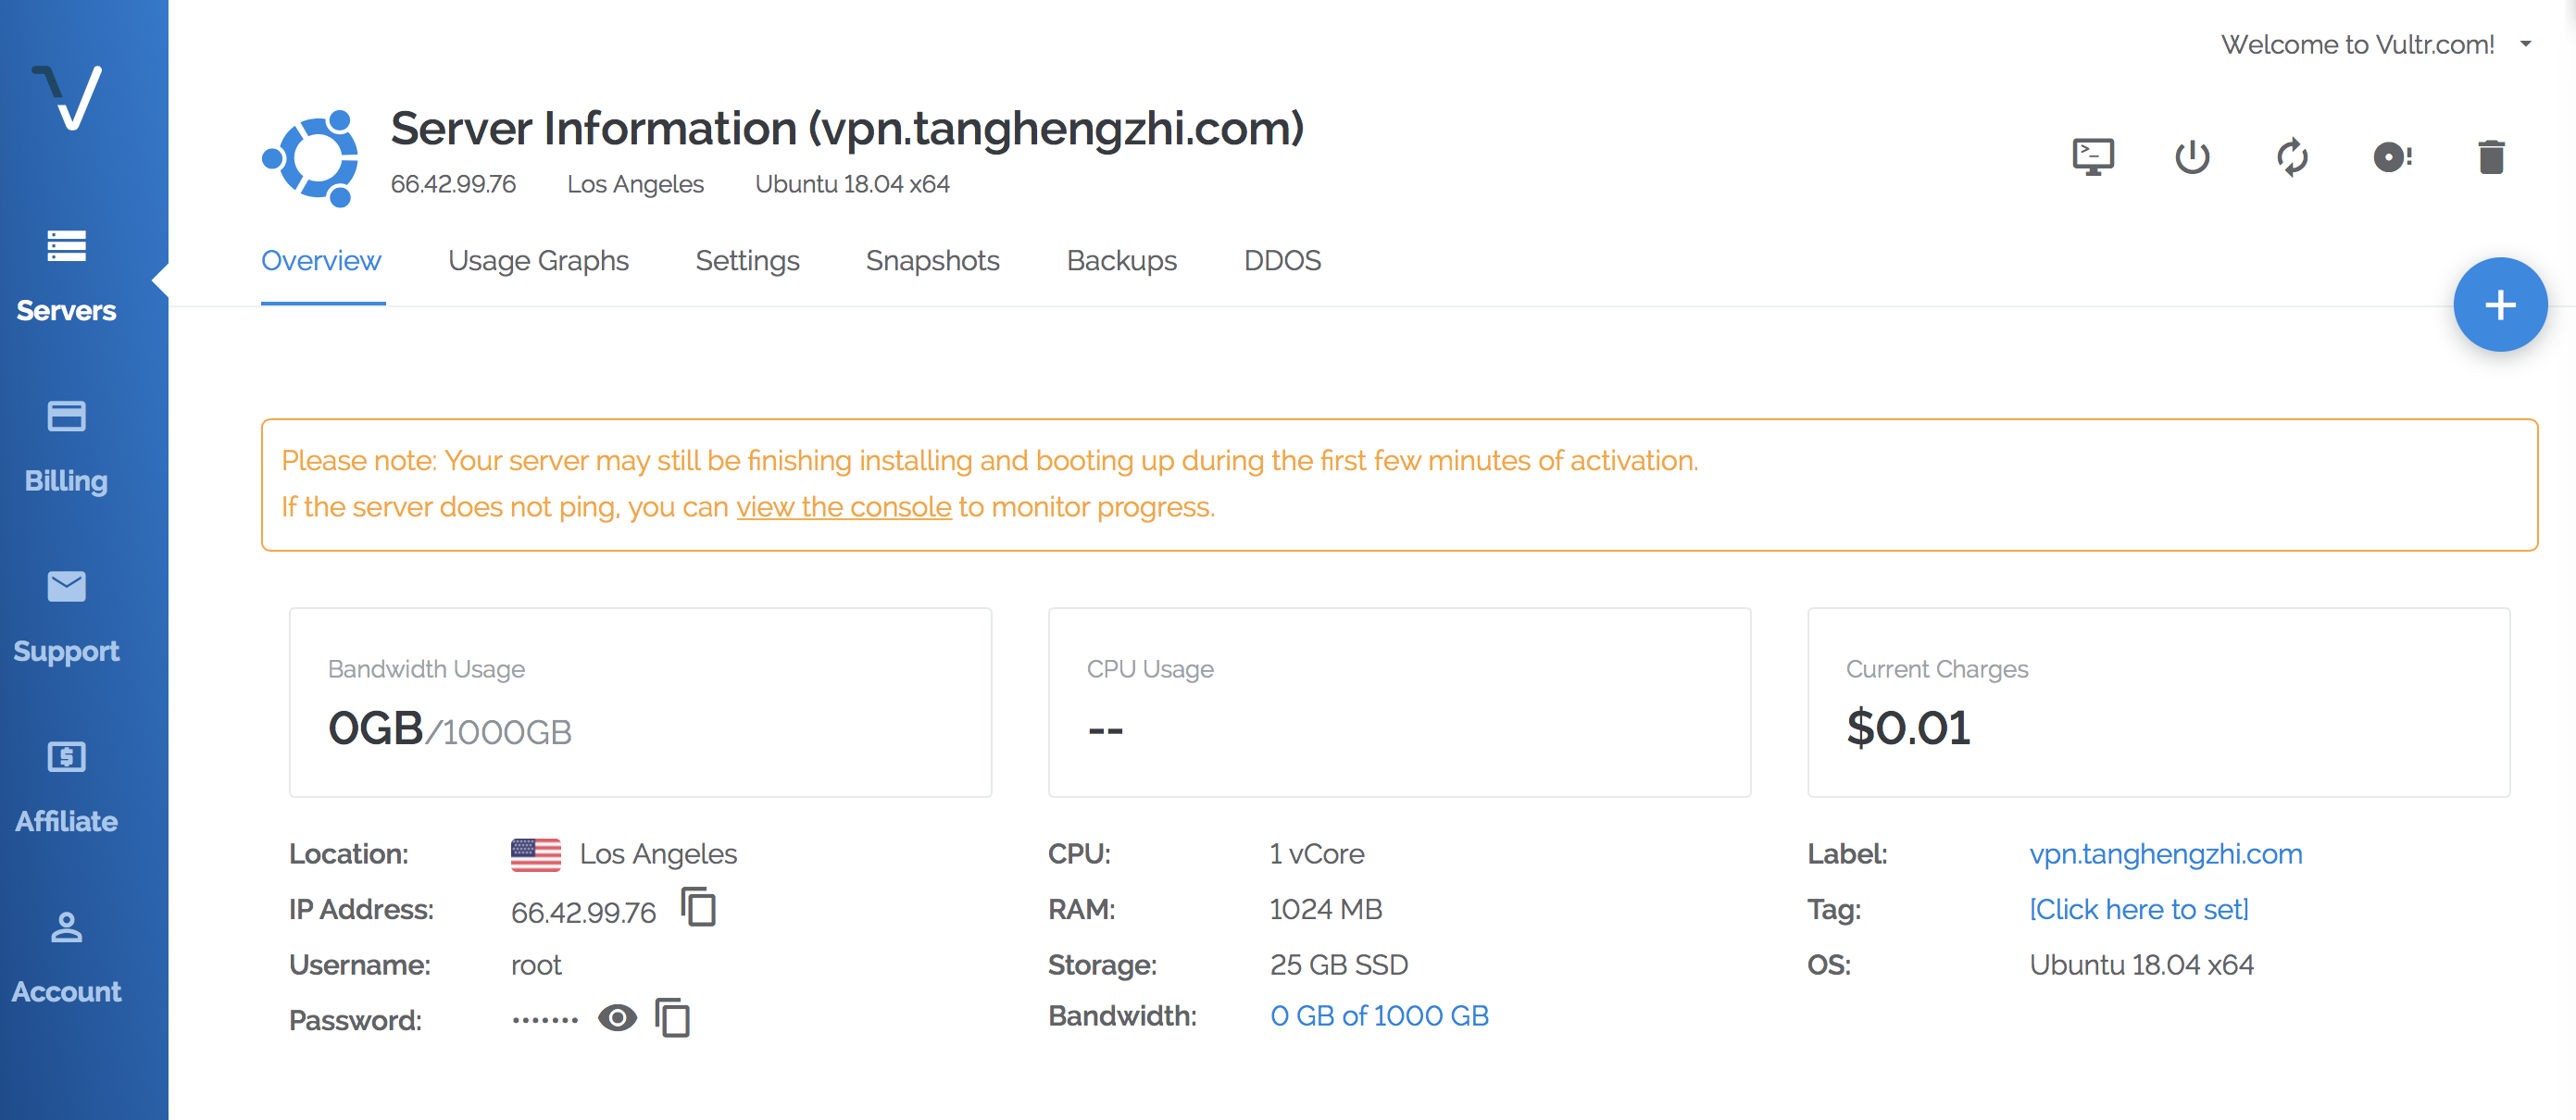 Welcome to Vultr.com!
Server Information (vpn.tanghengzhi.com)
66.42.99.76 Los Angeles Ubuntu 18.04 x64
Overview Usage Graphs Settings Snapshots Backups DDOS
Servers
Billing
Support
Affiliate
Account
Please note: Your server may still be finishing installing and booting up during the first few minutes of activation.
If the server does not ping, you can view the console to monitor progress.
Bandwidth Usage
0GB/1000GB
CPU Usage
--
Current Charges
$0.01
Location: Los Angeles
IP Address: 66.42.99.76
Username: root
Password: •••••••
CPU: 1 vCore
RAM: 1024 MB
Storage: 25 GB SSD
Bandwidth: 0 GB of 1000 GB
Label: vpn.tanghengzhi.com
Tag: [Click here to set]
OS: Ubuntu 18.04 x64